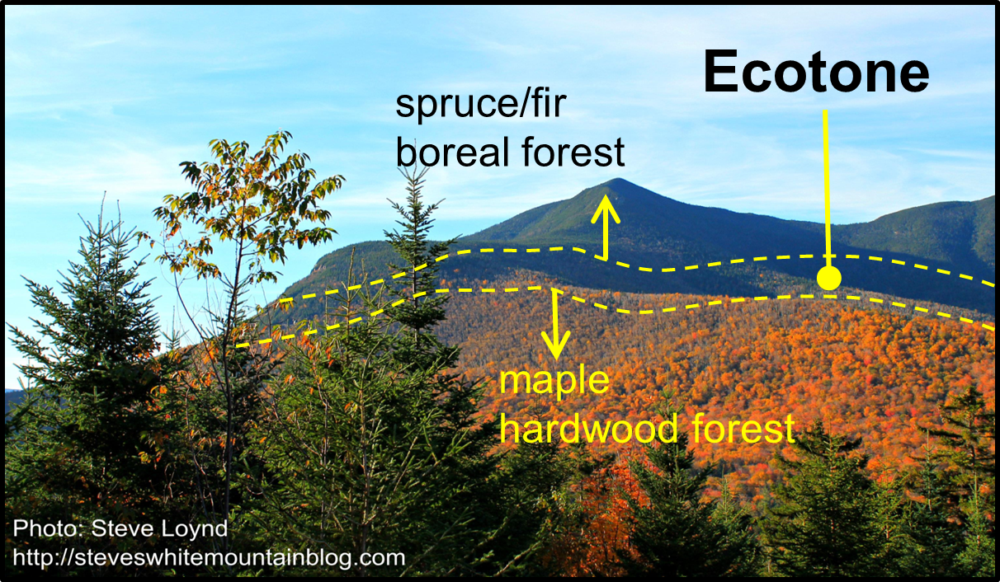 Ecotone
spruce/fir
boreal forest
maple
hardwood forest
Photo: Steve Loynd
http://steveswhitemountainblog.com